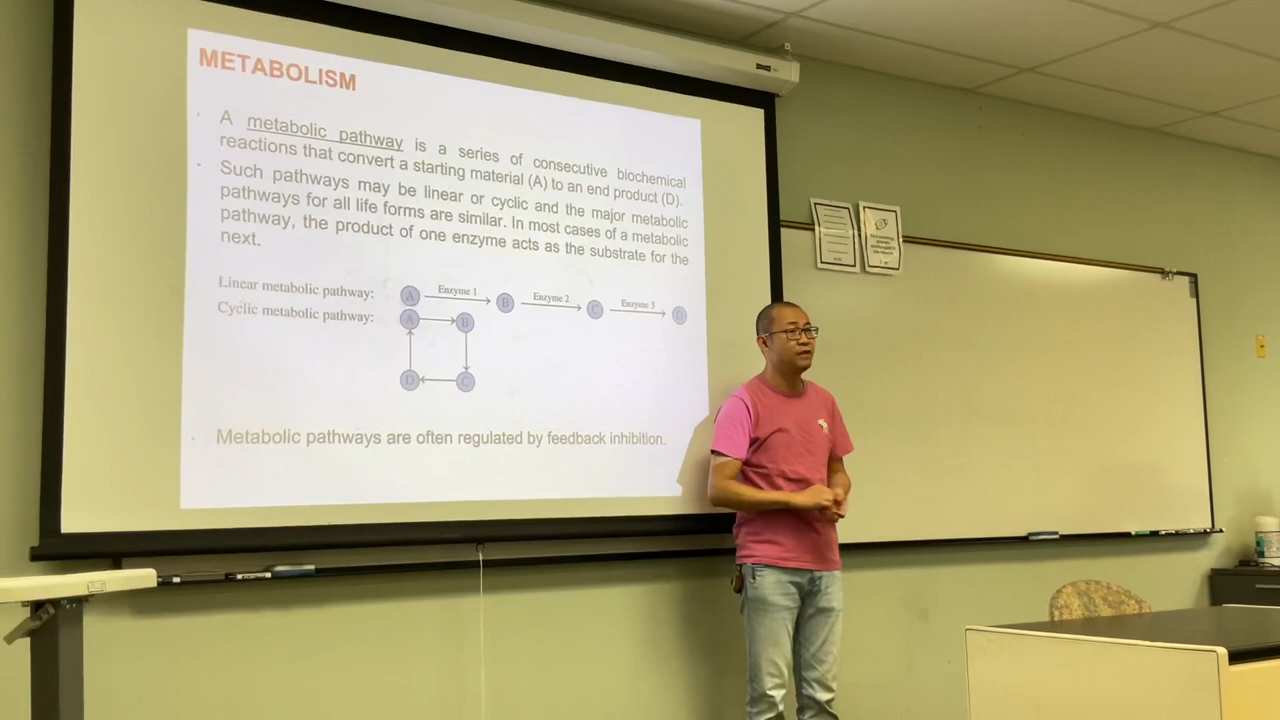 METABOLISM
· A metabolic pathway is a series of consecutive biochemical
reactions that convert a starting material (A) to an end product (D).
· Such pathways may be linear or cyclic and the major metabolic
pathways for all life forms are similar. In most cases of a metabolic
pathway, the product of one enzyme acts as the substrate for the
next.
Linear metabolic pathway: A Enzyme 1 B Enzyme 2 C Enzyme 3 D
Cyclic metabolic pathway: A B
D C
· Metabolic pathways are often regulated by feedback inhibition.